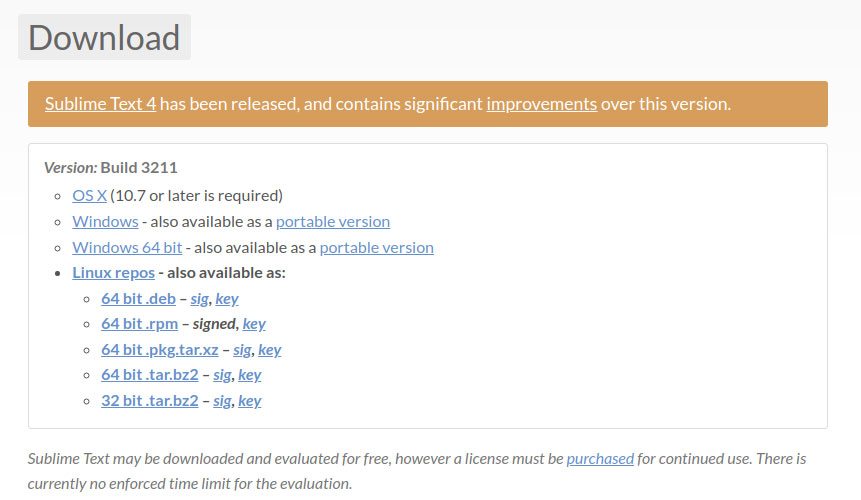 Download
Sublime Text 4 has been released, and contains significant improvements over this version.
Version: Build 3211
OS X (10.7 or later is required)
Windows - also available as a portable version
Windows 64 bit - also available as a portable version
Linux repos - also available as:
64 bit .deb – sig, key
64 bit .rpm – signed, key
64 bit .pkg.tar.xz – sig, key
64 bit .tar.bz2 – sig, key
32 bit .tar.bz2 – sig, key
Sublime Text may be downloaded and evaluated for free, however a license must be purchased for continued use. There is
currently no enforced time limit for the evaluation.